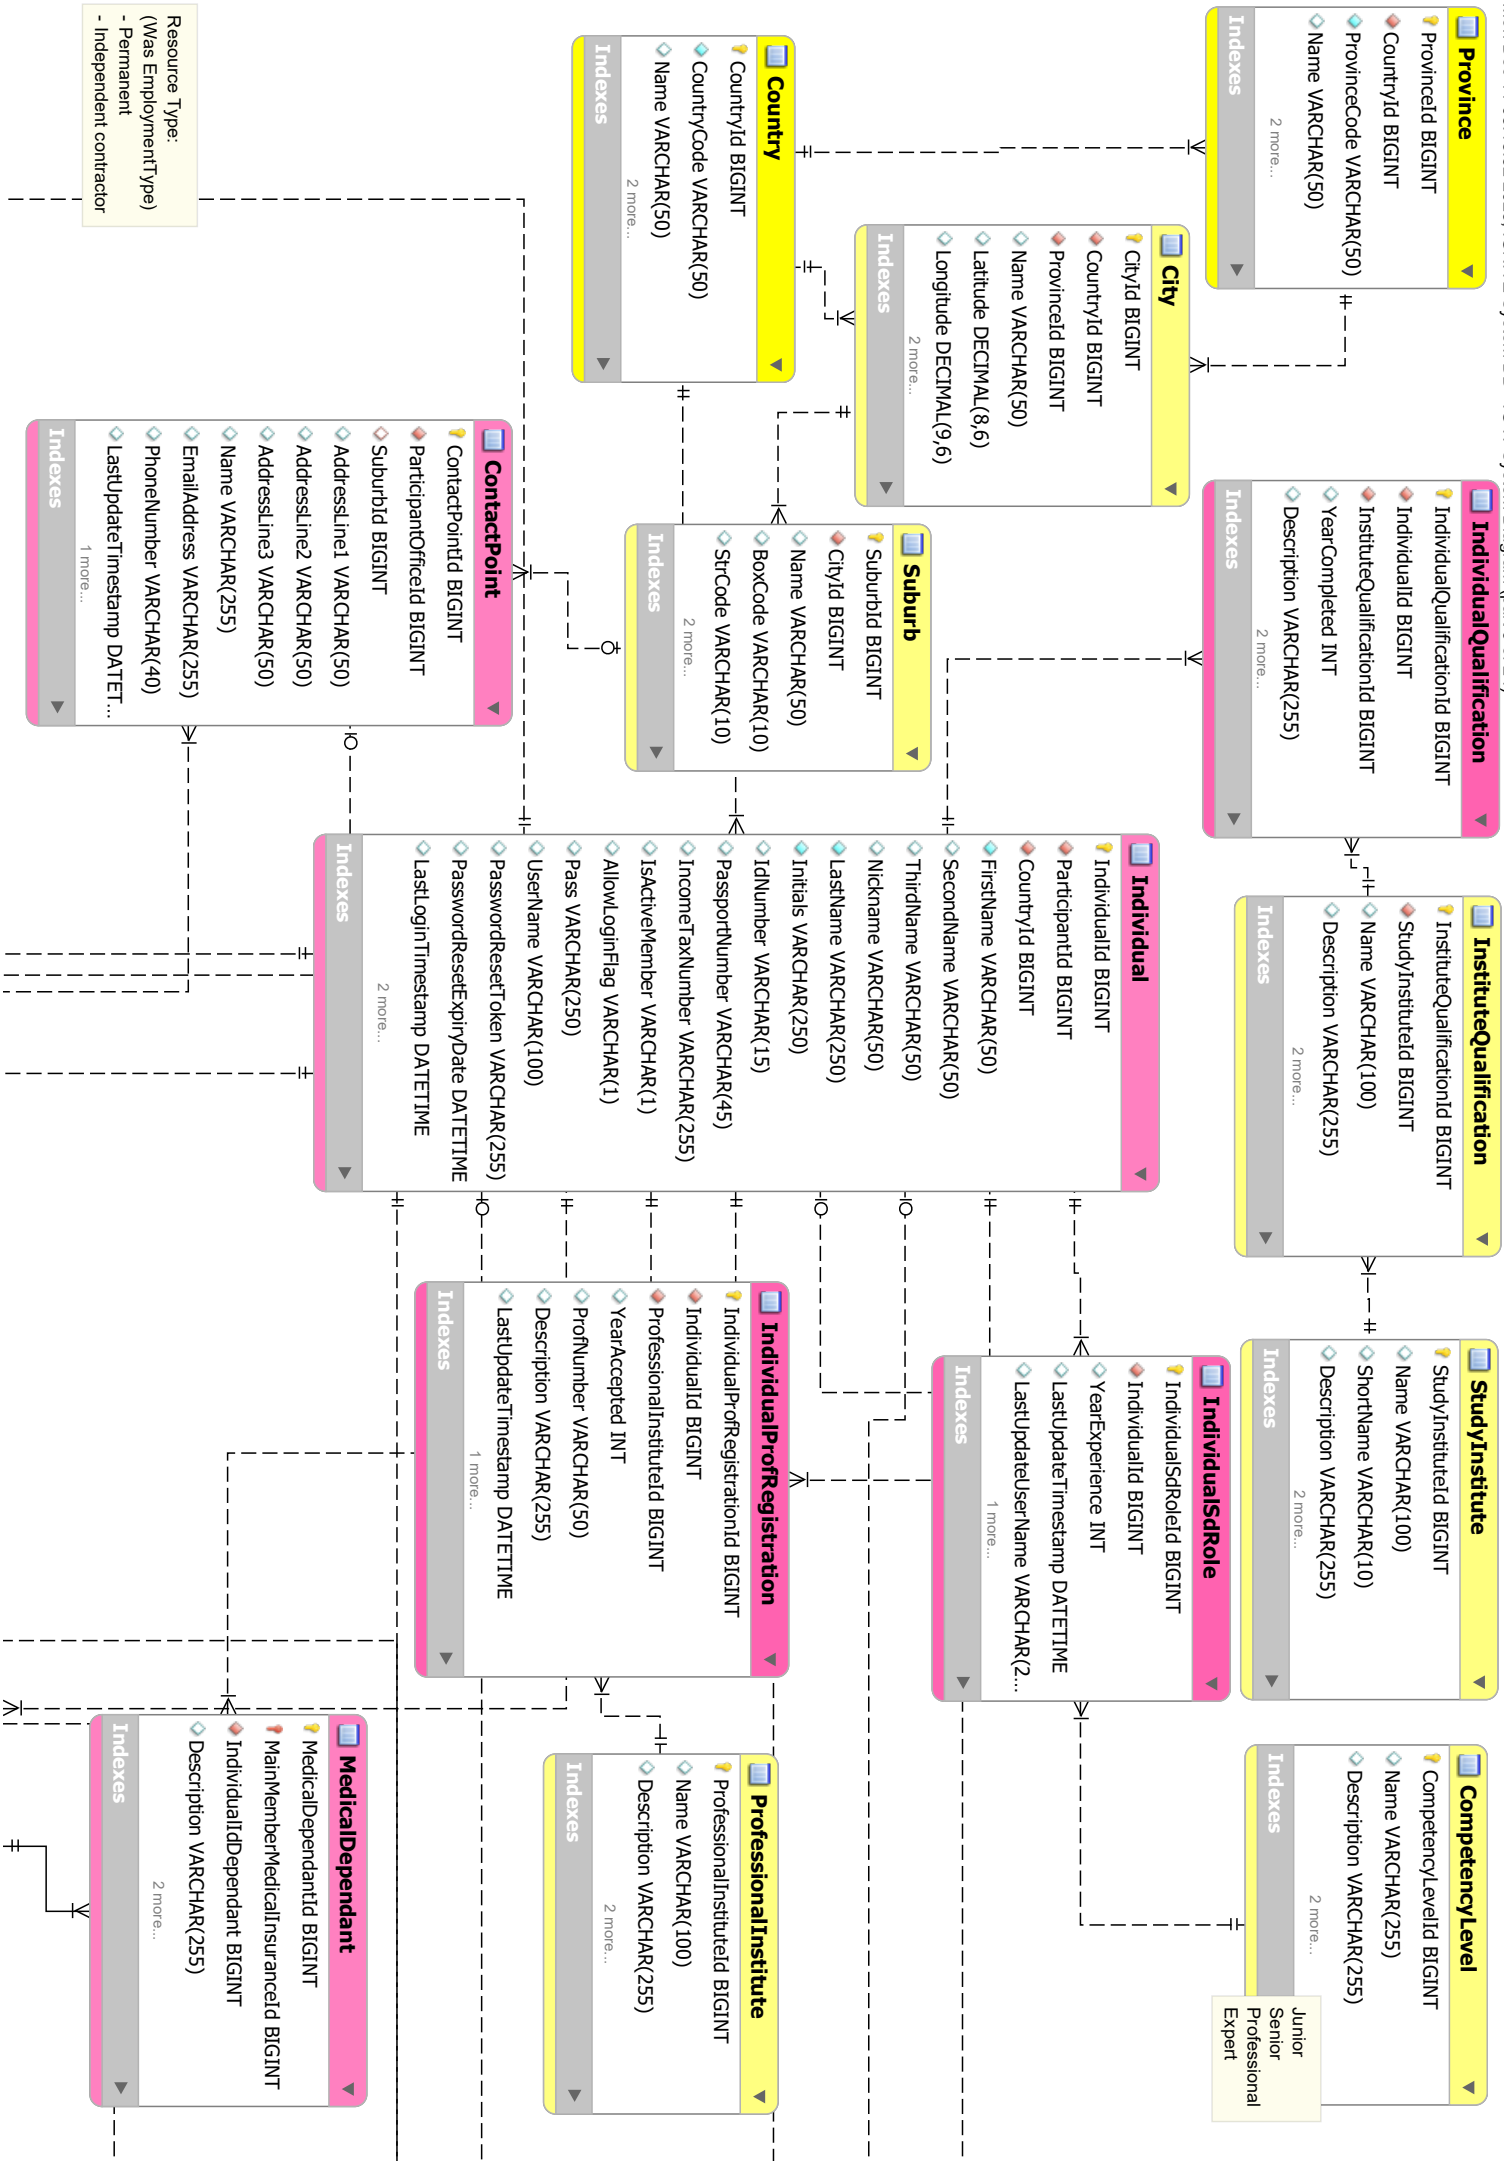 Province
ProvinceId BIGINT
CountryId BIGINT
ProvinceCode VARCHAR(50)
Name VARCHAR(50)
2 more...
Indexes
IndividualQualification
IndividualQualificationId BIGINT
IndividualId BIGINT
InstituteQualificationId BIGINT
YearCompleted INT
Description VARCHAR(255)
2 more...
Indexes
InstituteQualification
InstituteQualificationId BIGINT
StudyInstituteId BIGINT
Name VARCHAR(100)
Description VARCHAR(255)
2 more...
Indexes
StudyInstitute
StudyInstituteId BIGINT
Name VARCHAR(100)
ShortName VARCHAR(10)
Description VARCHAR(255)
2 more...
Indexes
CompetencyLevel
CompetencyLevelId BIGINT
Name VARCHAR(255)
Description VARCHAR(255)
2 more...
Indexes
Junior
Senior
Professional
Expert
City
CityId BIGINT
CountryId BIGINT
ProvinceId BIGINT
Name VARCHAR(50)
Latitude DECIMAL(8,6)
Longitude DECIMAL(9,6)
2 more...
Indexes
Country
CountryId BIGINT
CountryCode VARCHAR(50)
Name VARCHAR(50)
2 more...
Indexes
Suburb
SuburbId BIGINT
CityId BIGINT
Name VARCHAR(50)
BoxCode VARCHAR(10)
StrCode VARCHAR(10)
2 more...
Indexes
Individual
IndividualId BIGINT
ParticipantId BIGINT
CountryId BIGINT
FirstName VARCHAR(50)
SecondName VARCHAR(50)
ThirdName VARCHAR(50)
Nickname VARCHAR(50)
LastName VARCHAR(250)
Initials VARCHAR(250)
IdNumber VARCHAR(15)
PassportNumber VARCHAR(45)
IncomeTaxNumber VARCHAR(255)
IsActiveMember VARCHAR(1)
AllowLoginFlag VARCHAR(1)
Pass VARCHAR(250)
UserName VARCHAR(100)
PasswordResetToken VARCHAR(255)
PasswordResetExpiryDate DATETIME
LastLoginTimestamp DATETIME
2 more...
Indexes
IndividualSdRole
IndividualSdRoleId BIGINT
IndividualId BIGINT
YearExperience INT
LastUpdateTimestamp DATETIME
LastUpdateUserName VARCHAR(2...
1 more...
Indexes
IndividualProfRegistration
IndividualProfRegistrationId BIGINT
IndividualId BIGINT
ProfessionalInstituteId BIGINT
YearAccepted INT
ProfNumber VARCHAR(50)
Description VARCHAR(255)
LastUpdateTimestamp DATETIME
1 more...
Indexes
ProfessionalInstitute
ProfessionalInstituteId BIGINT
Name VARCHAR(100)
Description VARCHAR(255)
2 more...
Indexes
ContactPoint
ContactPointId BIGINT
ParticipantOfficeId BIGINT
SuburbId BIGINT
AddressLine1 VARCHAR(50)
AddressLine2 VARCHAR(50)
AddressLine3 VARCHAR(50)
Name VARCHAR(255)
EmailAddress VARCHAR(255)
PhoneNumber VARCHAR(40)
LastUpdateTimestamp DATET...
1 more...
Indexes
MedicalDependant
MedicalDependantId BIGINT
MainMemberMedicalInsuranceId BIGINT
IndividualIdDependant BIGINT
Description VARCHAR(255)
2 more...
Indexes
Resource Type:
(Was EmploymentType)
- Permanent
- Independent contractor